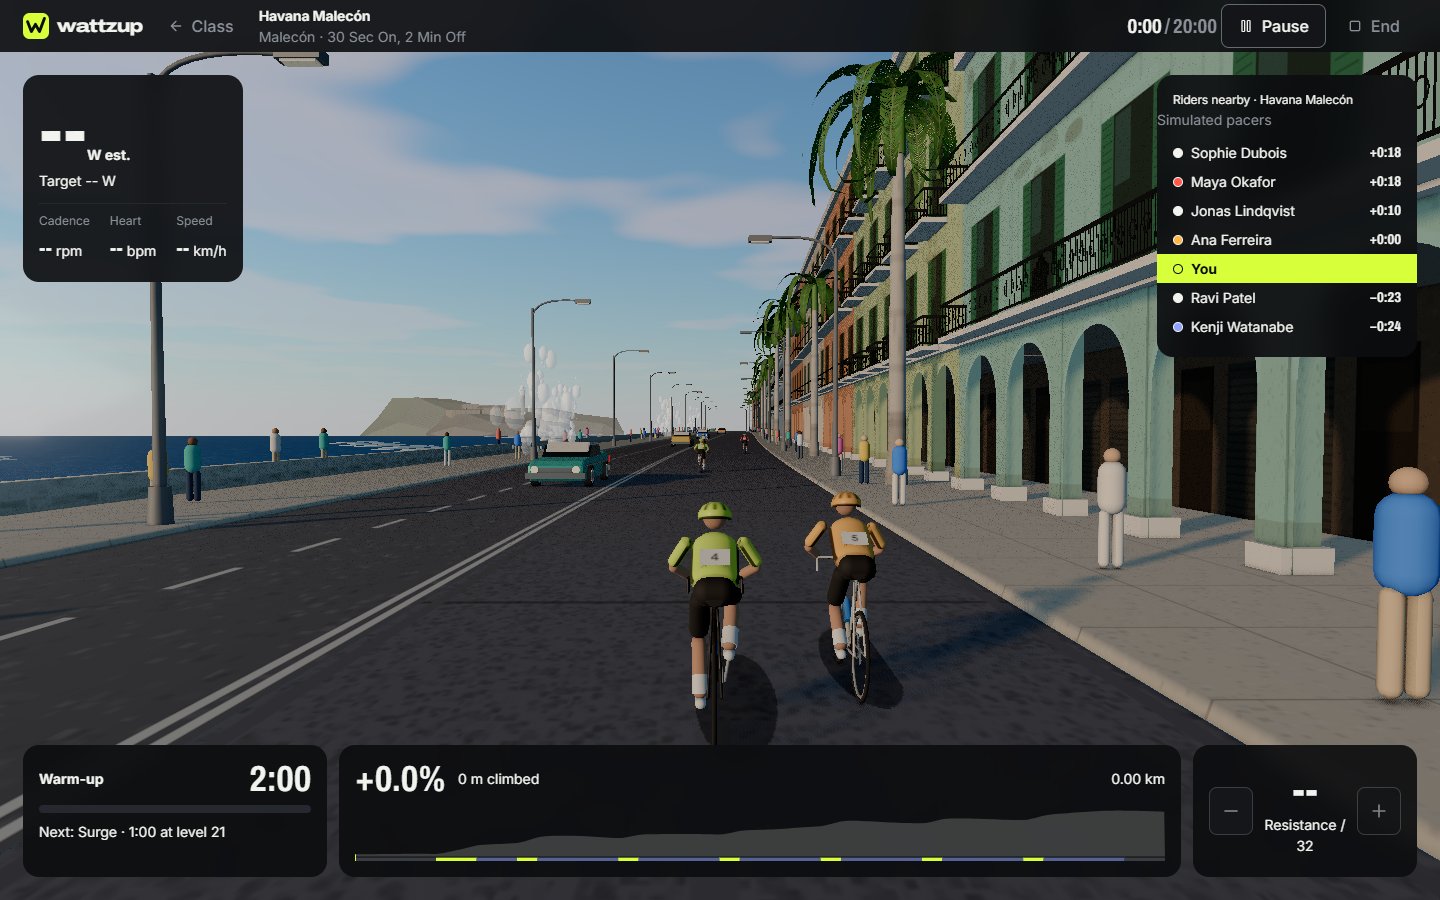 wattzup
← Class
Havana Malecón
Malecón · 30 Sec On, 2 Min Off
0:00 / 20:00
Pause
End
-- W est.
Target -- W
Cadence Heart Speed
-- rpm -- bpm -- km/h
Riders nearby · Havana Malecón
Simulated pacers
Sophie Dubois +0:18
Maya Okafor +0:18
Jonas Lindqvist +0:10
Ana Ferreira +0:00
You
Ravi Patel −0:23
Kenji Watanabe −0:24
4
5
Warm-up 2:00
Next: Surge · 1:00 at level 21
+0.0% 0 m climbed 0.00 km
−
--
+
Resistance /
32